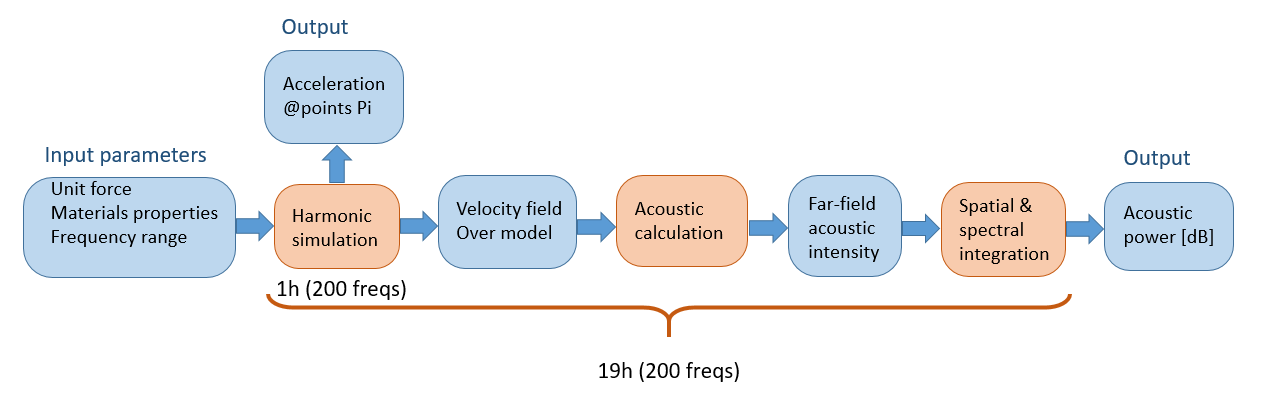 Output
Acceleration
@points Pi
Input parameters
Unit force
Materials properties
Frequency range
Harmonic
simulation
1h (200 freqs)
Velocity field
Over model
Acoustic
calculation
Far-field
acoustic
intensity
Spatial &
spectral
integration
Output
Acoustic
power [dB]
19h (200 freqs)